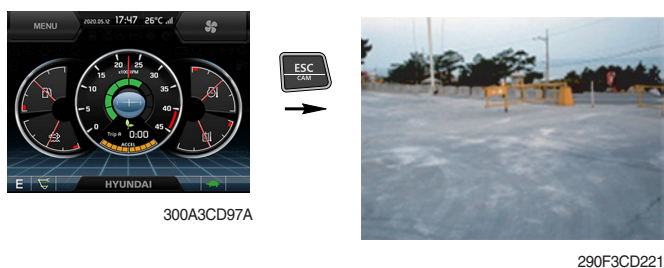 MENU
2020.05.12 17:47 26°C
x100RPM
0 5 10 15 20 25 30 35 40 45
Trip A 0:00
ACCEL
E HYUNDAI
ESC
CAM
300A3CD97A
290F3CD221